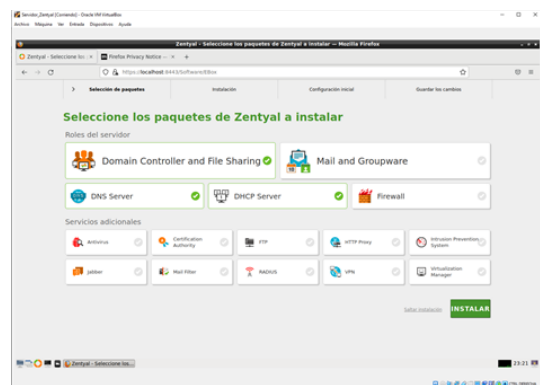 Servidor_Zentyal [Corriendo] - Oracle VM VirtualBox
Archivo Máquina Ver Entrada Dispositivos Ayuda
Zentyal - Seleccione los paquetes de Zentyal a instalar — Mozilla Firefox
Zentyal - Seleccione los
Firefox Privacy Notice —
https://localhost:8443/Software/EBox
Selección de paquetes
Instalación
Configuración inicial
Guardar los cambios
Seleccione los paquetes de Zentyal a instalar
Roles del servidor
Domain Controller and File Sharing
Mail and Groupware
DNS Server
DHCP Server
Firewall
Servicios adicionales
Antivirus
Certification Authority
FTP
HTTP Proxy
Intrusion Prevention System
Jabber
Mail Filter
RADIUS
VPN
Virtualization Manager
Saltar instalación
INSTALAR
Zentyal - Seleccione los...
23:21